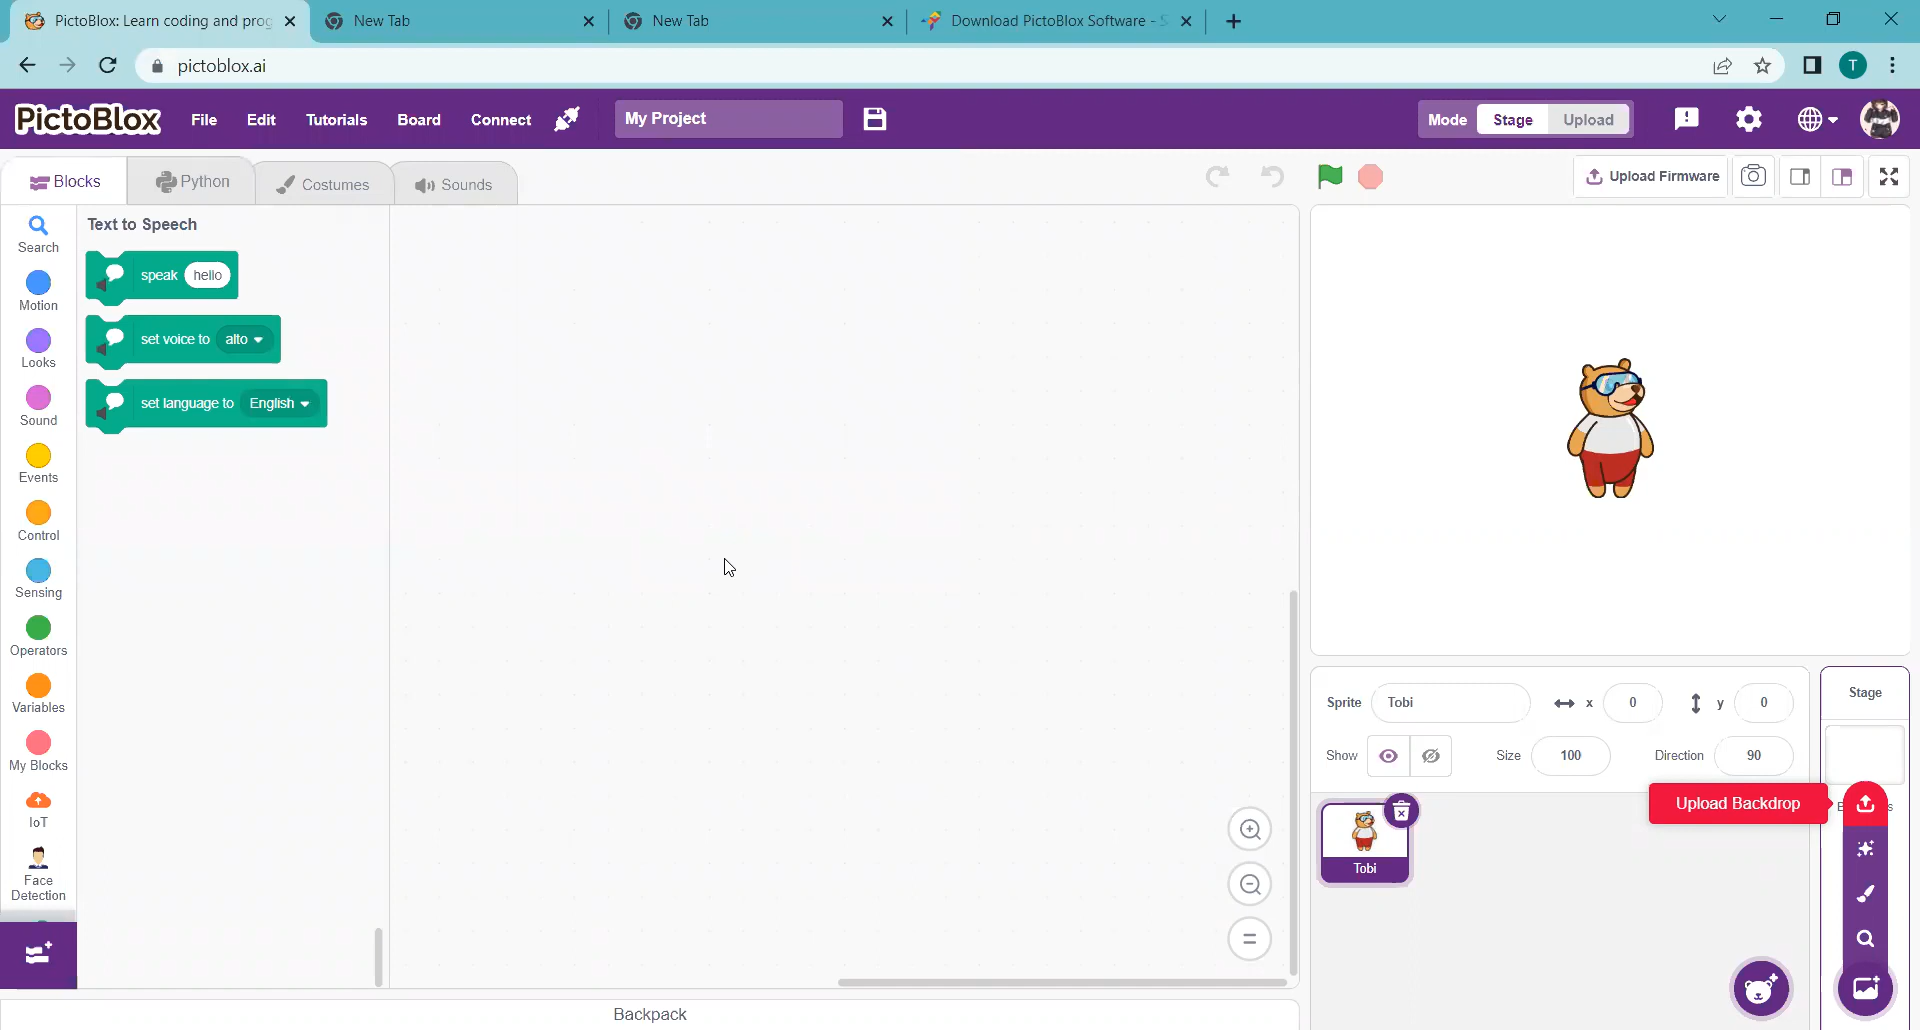 PictoBlox: Learn coding and prog
New Tab
New Tab
Download PictoBlox Software - S
pictoblox.ai
T
PictoBlox
File
Edit
Tutorials
Board
Connect
My Project
Mode
Stage
Upload
Blocks
Python
Costumes
Sounds
Upload Firmware
Search
Motion
Looks
Sound
Events
Control
Sensing
Operators
Variables
My Blocks
IoT
Face
Detection
Text to Speech
speak hello
set voice to alto
set language to English
Sprite
Tobi
x
0
y
0
Show
Size
100
Direction
90
Stage
Upload Backdrop
Tobi
Backpack